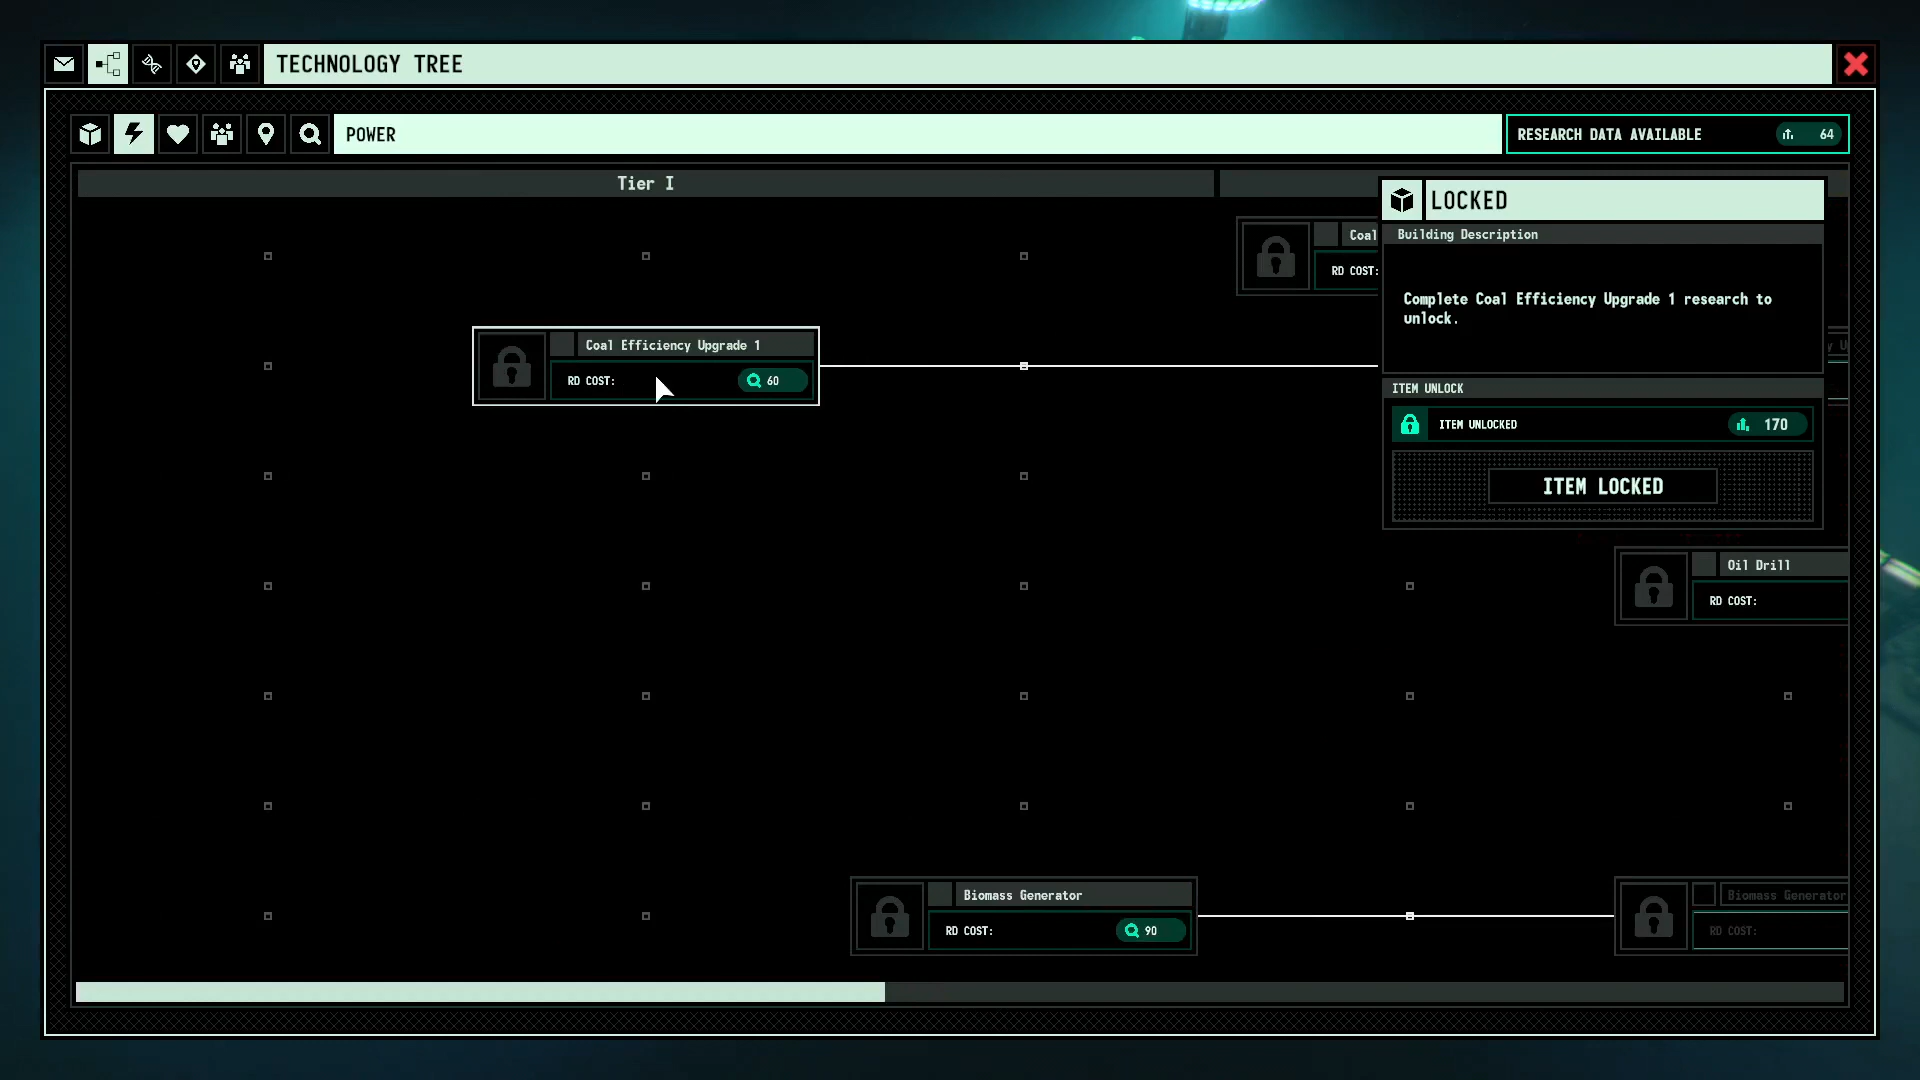 TECHNOLOGY TREE
POWER
RESEARCH DATA AVAILABLE 64
Tier I
LOCKED
Building Description
Complete Coal Efficiency Upgrade 1 research to
unlock.
ITEM UNLOCK
ITEM UNLOCKED 170
ITEM LOCKED
Coal
RD COST:
Coal Efficiency Upgrade 1
RD COST: 60
Oil Drill
RD COST:
Biomass Generator
RD COST: 90
Biomass Generator
RD COST: